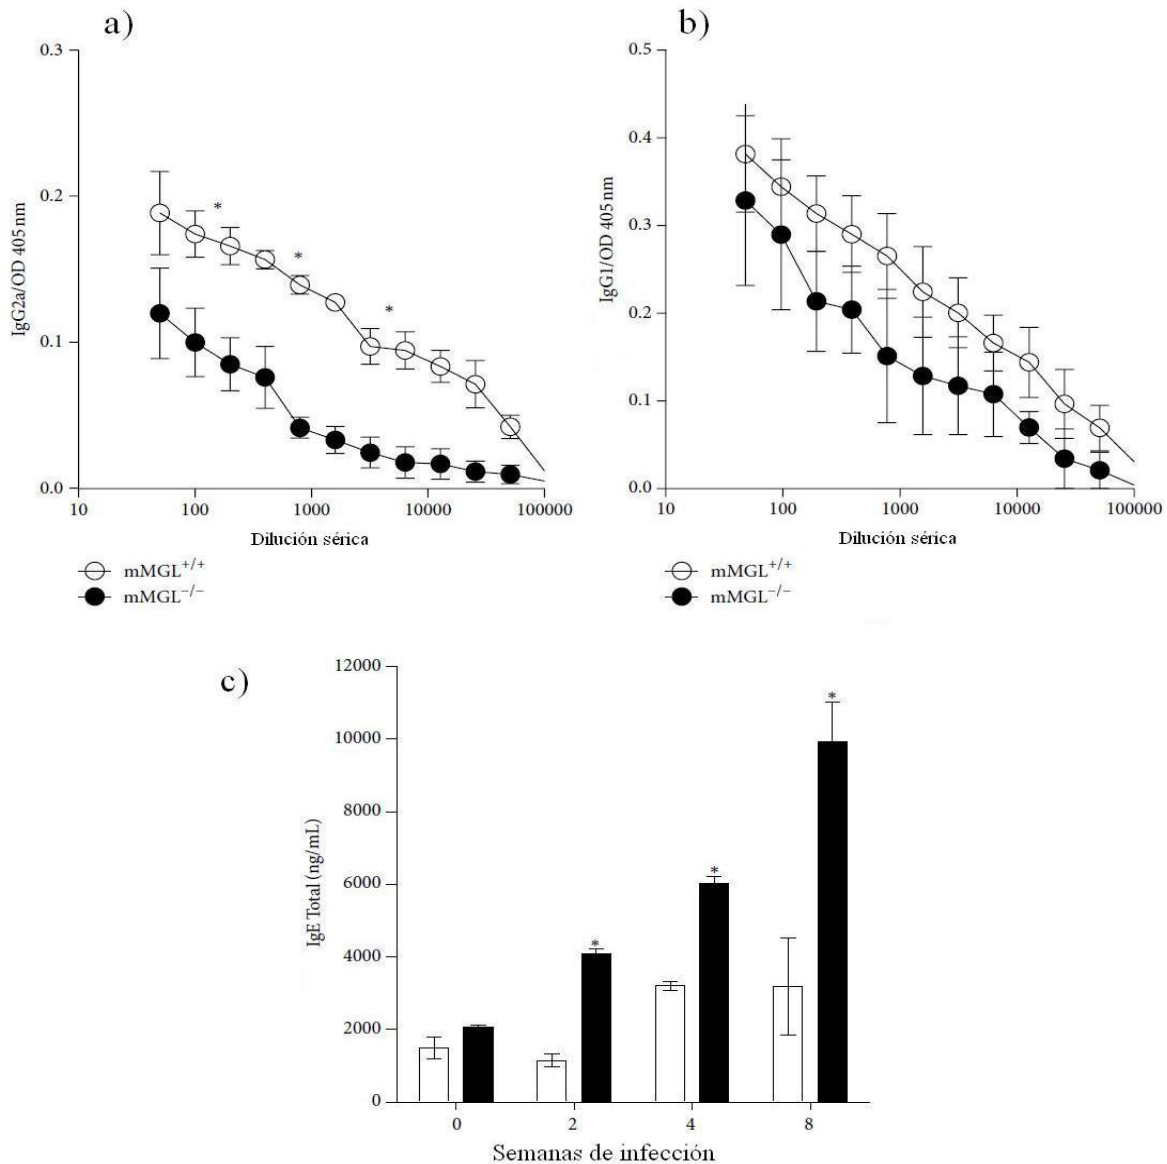 a)
0.3
0.2
0.1
0.0
IgG2a/OD 405 nm
*
*
*
10
100
1000
10000
100000
Dilución sérica
mMGL+/+
mMGL−/−
b)
0.5
0.4
0.3
0.2
0.1
0.0
IgG1/OD 405 nm
10
100
1000
10000
100000
Dilución sérica
mMGL+/+
mMGL−/−
c)
12000
10000
8000
6000
4000
2000
0
IgE Total (ng/mL)
*
*
*
0
2
4
8
Semanas de infección